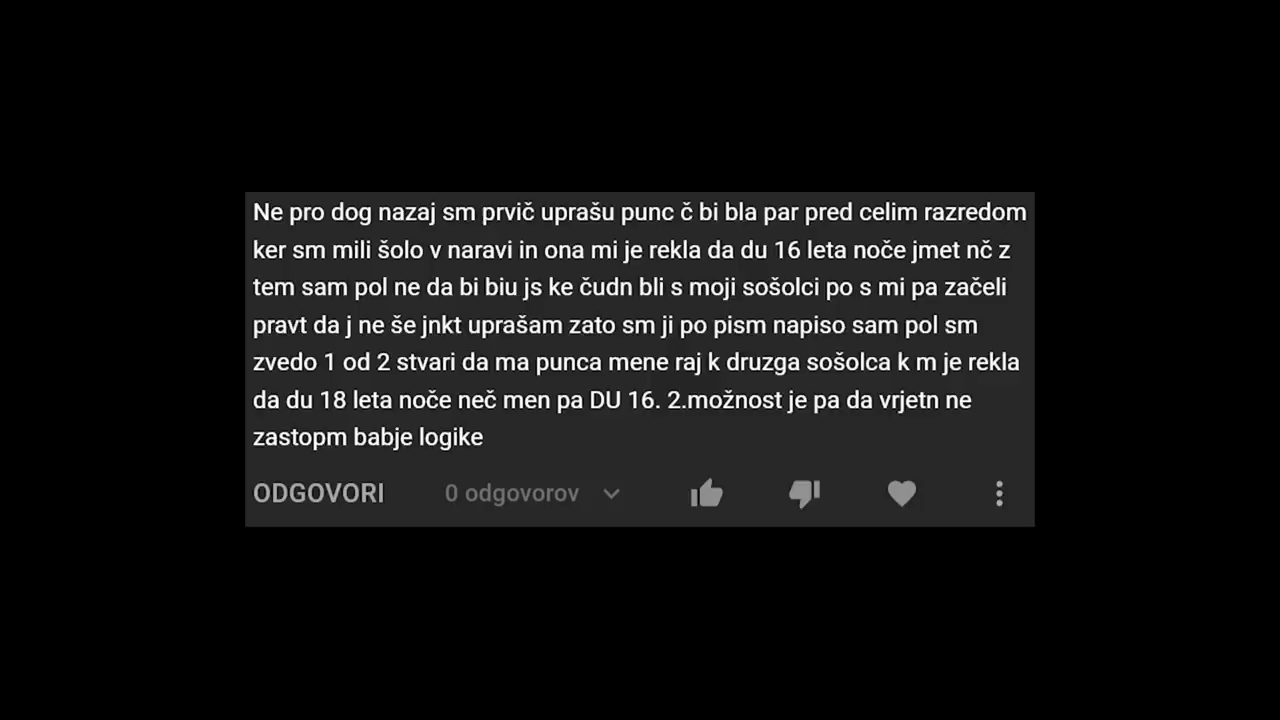 Ne pro dog nazaj sm prvič uprašu punc č bi bla par pred celim razredom
ker sm mili šolo v naravi in ona mi je rekla da du 16 leta noče jmet nč z
tem sam pol ne da bi biu js ke čudn bli s moji sošolci po s mi pa začeli
pravt da j ne še jnkt uprašam zato sm ji po pism napiso sam pol sm
zvedo 1 od 2 stvari da ma punca mene raj k druzga sošolca k m je rekla
da du 18 leta noče neč men pa DU 16. 2.možnost je pa da vrjetn ne
zastopm babje logike
ODGOVORI 0 odgovorov